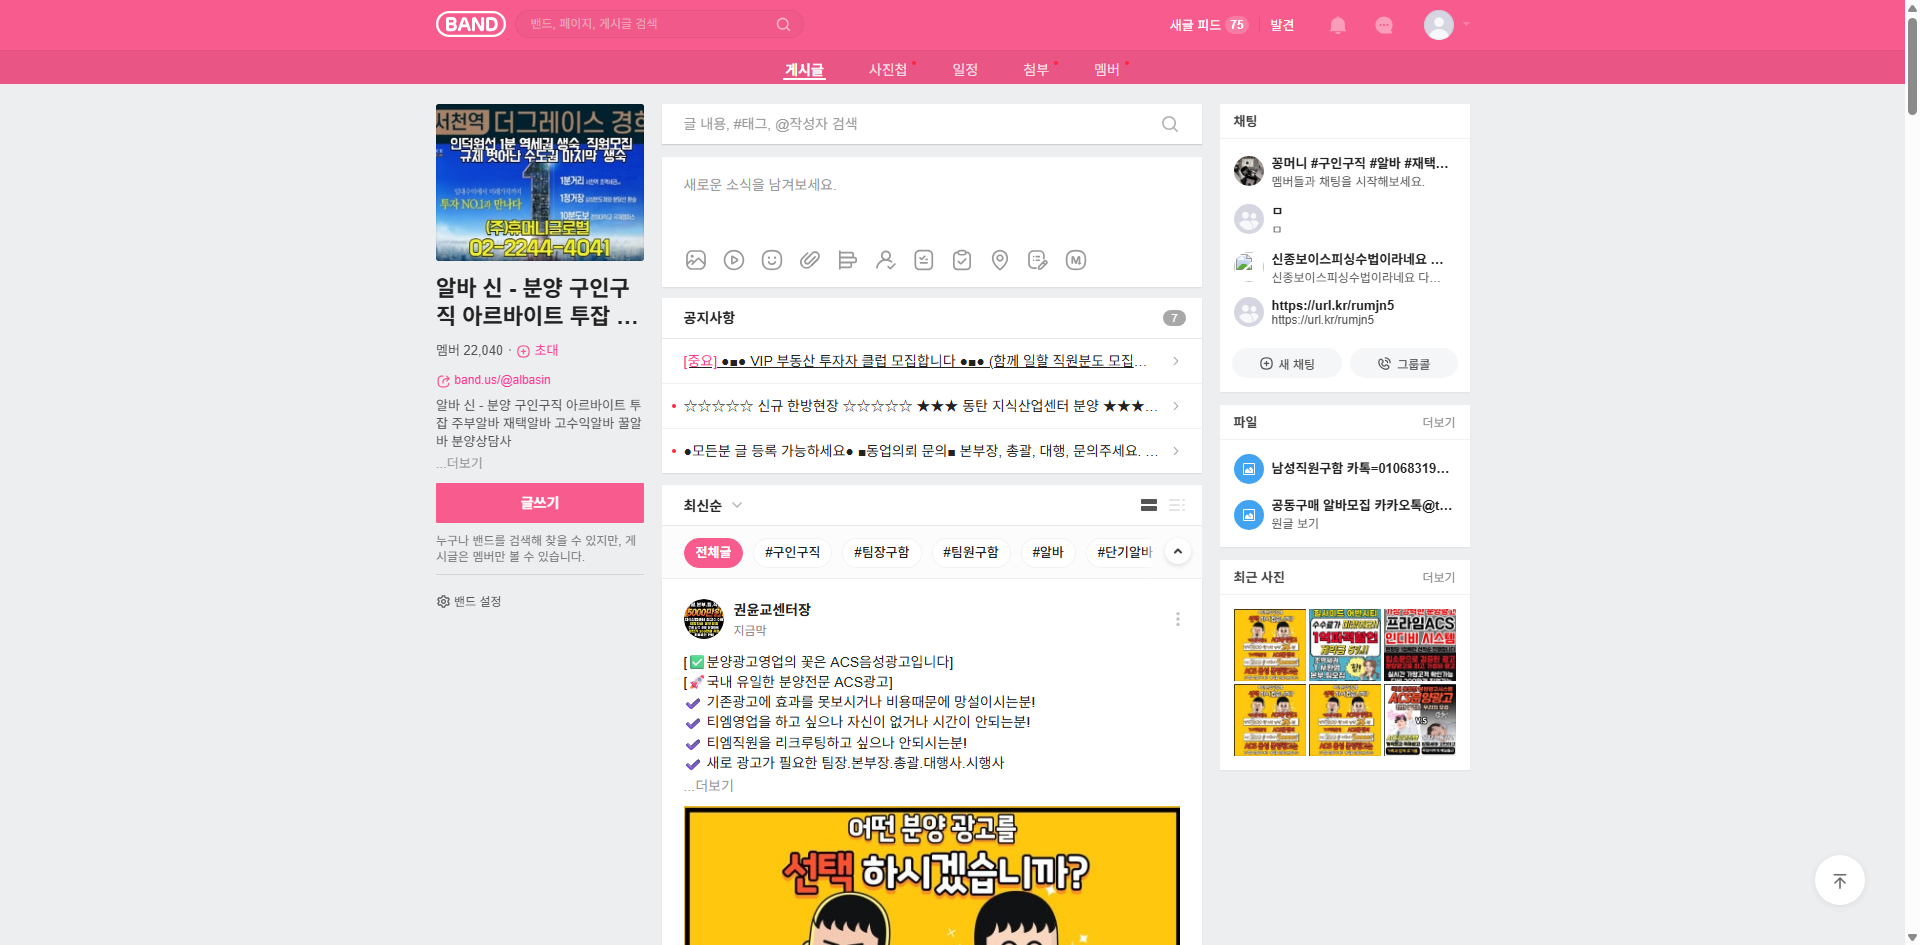 BAND
밴드, 페이지, 게시글 검색
새글 피드 75
발견
게시글
사진첩
일정
첨부
멤버
서천역 더그레이스 경희
인덕원선 1분 역세권 생숙 직원모집
규제 벗어난 수도권 마지막 생숙
1분거리
1정거장
투자 NO.1과 만나다
10분도보
(주)휴머니글로벌
02-2244-4041
알바 신 - 분양 구인구
직 아르바이트 투잡 ...
멤버 22,040 · 초대
band.us/@albasin
알바 신 - 분양 구인구직 아르바이트 투
잡 주부알바 재택알바 고수익알바 꿀알
바 분양상담사
...더보기
글쓰기
누구나 밴드를 검색해 찾을 수 있지만, 게
시글은 멤버만 볼 수 있습니다.
밴드 설정
글 내용, #태그, @작성자 검색
새로운 소식을 남겨보세요.
공지사항
7
[중요] ●■● VIP 부동산 투자자 클럽 모집합니다 ●■● (함께 일할 직원분도 모집...
☆☆☆☆☆ 신규 한방현장 ☆☆☆☆☆ ★★★ 동탄 지식산업센터 분양 ★★★...
●모든분 글 등록 가능하세요● ■동업의뢰 문의■ 본부장, 총괄, 대행, 문의주세요. ...
최신순
전체글
#구인구직
#팀장구함
#팀원구함
#알바
#단기알바
권윤교센터장
지금막
[✅분양광고영업의 꽃은 ACS음성광고입니다]
[🚀국내 유일한 분양전문 ACS광고]
✔ 기존광고에 효과를 못보시거나 비용때문에 망설이시는분!
✔ 티엠영업을 하고 싶으나 자신이 없거나 시간이 안되는분!
✔ 티엠직원을 리크루팅하고 싶으나 안되시는분!
✔ 새로 광고가 필요한 팀장.본부장.총괄.대행사.시행사
...더보기
어떤 분양 광고를
선택 하시겠습니까?
채팅
꽁머니 #구인구직 #알바 #재택...
멤버들과 채팅을 시작해보세요.
ㅁ
ㅁ
신종보이스피싱수법이라네요 ...
신종보이스피싱수법이라네요 다...
https://url.kr/rumjn5
https://url.kr/rumjn5
새 채팅
그룹콜
파일
더보기
남성직원구함 카톡=01068319...
공동구매 알바모집 카카오톡@t...
원글 보기
최근 사진
더보기
프라임ACS
인디비 시스템